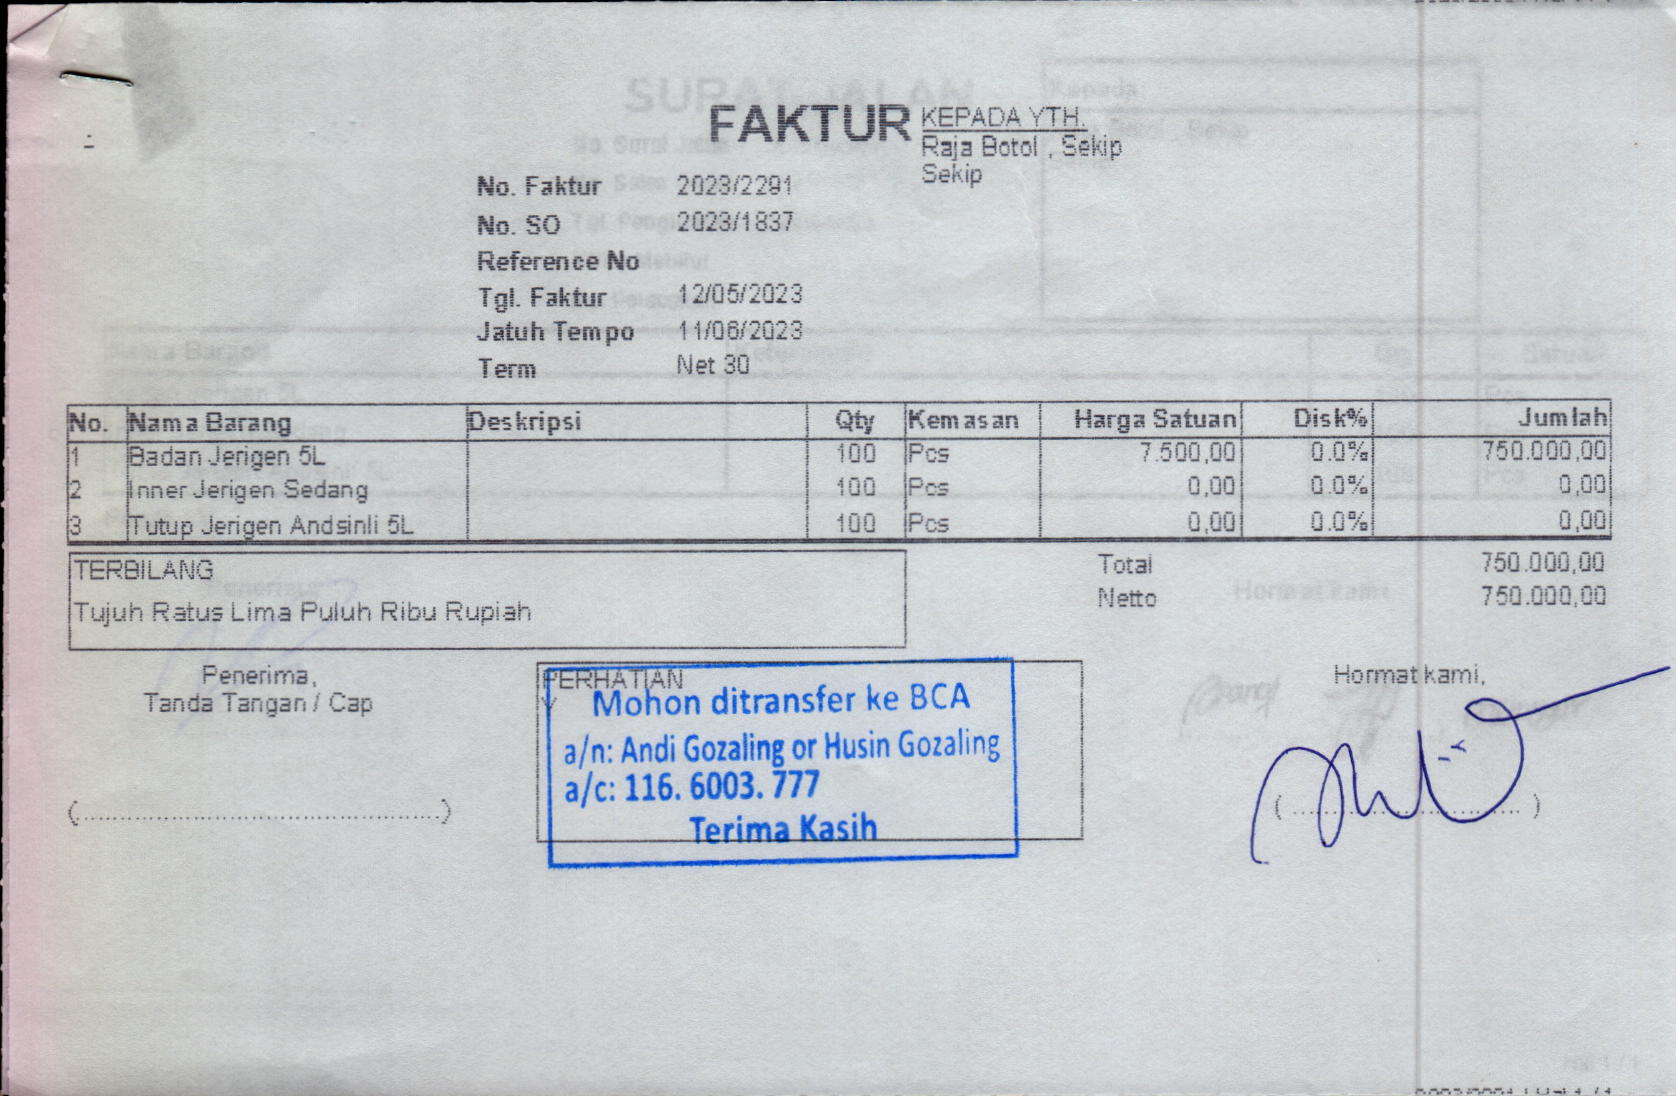 FAKTUR
KEPADA YTH.
Raja Botol , Sekip
Sekip
No. Faktur 2023/2291
No. SO 2023/1837
Reference No
Tgl. Faktur 12/05/2023
Jatuh Tempo 11/06/2023
Term Net 30
No. Nama Barang Deskripsi Qty Kemasan Harga Satuan Disk% Jumlah
1 Badan Jerigen 5L 100 Pcs 7.500,00 0.0% 750.000,00
2 Inner Jerigen Sedang 100 Pcs 0,00 0.0% 0,00
3 Tutup Jerigen Andsinli 5L 100 Pcs 0,00 0.0% 0,00
TERBILANG
Tujuh Ratus Lima Puluh Ribu Rupiah
Total 750.000,00
Netto 750.000,00
Penerima,
Tanda Tangan / Cap
PERHATIAN
Mohon ditransfer ke BCA
a/n: Andi Gozaling or Husin Gozaling
a/c: 116. 6003. 777
Terima Kasih
Hormat kami,
SURAT JALAN
Kepada